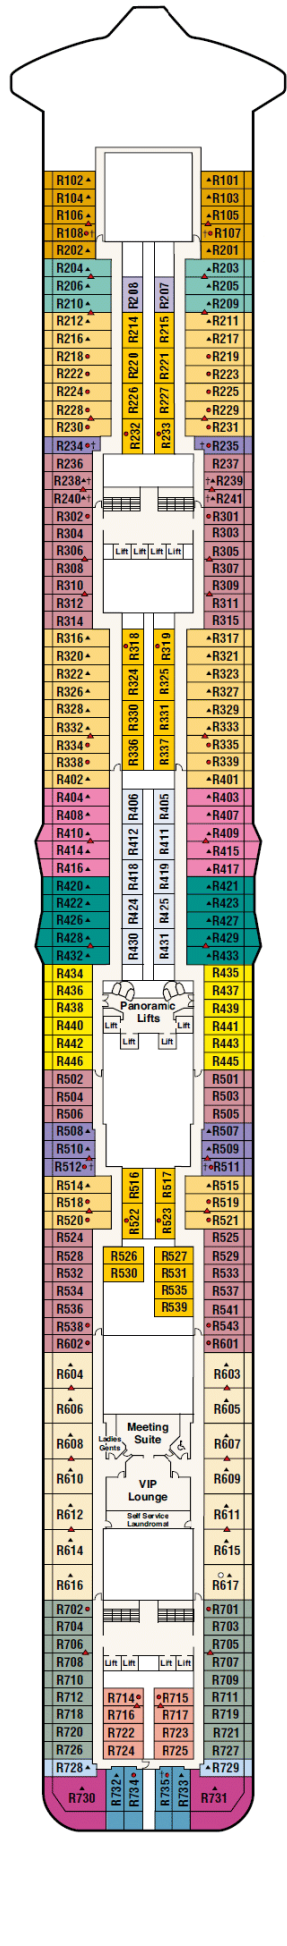 R102 R101
R104 R103
R106 R105
R108 † † R107
R202 R201
R204 R203
R206 R208 R207 R205
R210 R209
R212 R214 R215 R211
R216 R217
R218 R220 R221 R219
R222 R223
R224 R226 R227 R225
R228 R229
R230 R232 R233 R231
R234 † † R235
R236 R237
R238 † † R239
R240 † † R241
R302 R301
R304 R303
R306 Lift Lift Lift Lift R305
R308 R307
R310 R309
R312 R311
R314 R315
R316 R318 R319 R317
R320 R321
R322 R324 R325 R323
R326 R327
R328 R330 R331 R329
R332 R333
R334 R336 R337 R335
R338 R339
R402 R401
R404 R406 R405 R403
R408 R407
R410 R412 R411 R409
R414 R415
R416 R418 R419 R417
R420 R421
R422 R424 R425 R423
R426 R427
R428 R430 R431 R429
R432 R433
R434 R435
R436 R437
R438 Panoramic R439
Lifts
R440 Lift Lift R441
R442 Lift Lift R443
R446 R445
R502 R501
R504 R503
R506 R505
R508 R507
R510 R509
R512 † † R511
R514 R516 R517 R515
R518 R519
R520 R522 R523 R521
R524 R525
R528 R526 R527 R529
R532 R530 R531 R533
R534 R535 R537
R536 R539 R541
R538 R543
R602 R601
R604 R603
R606 R605
Meeting
Suite
R608 Ladies R607
Gents
R610 R609
VIP
Lounge
R612 Self Service R611
Laundromat
R614 R615
R616 R617
R702 R701
R704 R703
R706 R705
R708 Lift Lift Lift Lift R707
R710 R709
R712 R714 R715 R711
R718 R716 R717 R719
R720 R722 R723 R721
R726 R724 R725 R727
R728 R729
R730 R732 R734 R735 † R733 R731